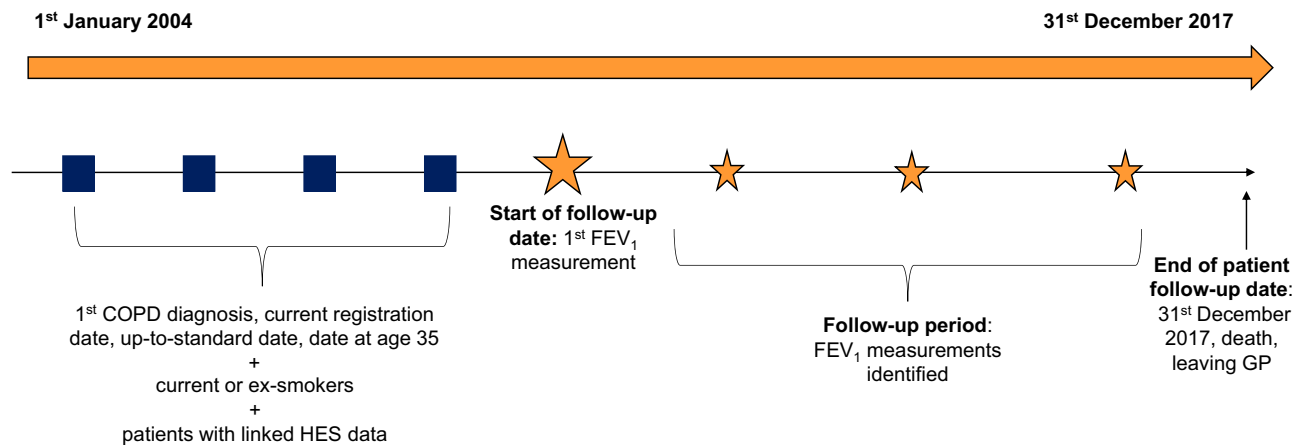 1st January 2004
31st December 2017
Start of follow-up
date: 1st FEV1
measurement
1st COPD diagnosis, current registration
date, up-to-standard date, date at age 35
+
current or ex-smokers
+
patients with linked HES data
Follow-up period:
FEV1 measurements
identified
End of patient
follow-up date:
31st December
2017, death,
leaving GP